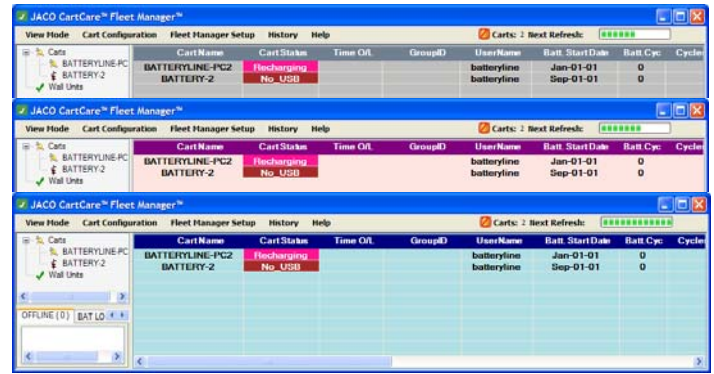 JACO CartCare™ Fleet Manager™
View Mode Cart Configuration Fleet Manager Setup History Help Carts: 2 Next Refresh:
Carts CartName CartStatus Time O/L GroupID UserName Batt. StartDate Batt.Cyc Cycle
BATTERYLINE-PC BATTERYLINE-PC2 Recharging batteryline Jan-01-01 0
BATTERY-2 BATTERY-2 No_USB batteryline Sep-01-01 0
Wall Units
JACO CartCare™ Fleet Manager™
View Mode Cart Configuration Fleet Manager Setup History Help Carts: 2 Next Refresh:
Carts CartName CartStatus Time O/L GroupID UserName Batt. StartDate Batt.Cyc Cycle
BATTERYLINE-PC BATTERYLINE-PC2 Recharging batteryline Jan-01-01 0
BATTERY-2 BATTERY-2 No_USB batteryline Sep-01-01 0
Wall Units
JACO CartCare™ Fleet Manager™
View Mode Cart Configuration Fleet Manager Setup History Help Carts: 2 Next Refresh:
Carts CartName CartStatus Time O/L GroupID UserName Batt. StartDate Batt.Cyc Cycle
BATTERYLINE-PC BATTERYLINE-PC2 Recharging batteryline Jan-01-01 0
BATTERY-2 BATTERY-2 No_USB batteryline Sep-01-01 0
Wall Units
OFFLINE (0) BAT LO